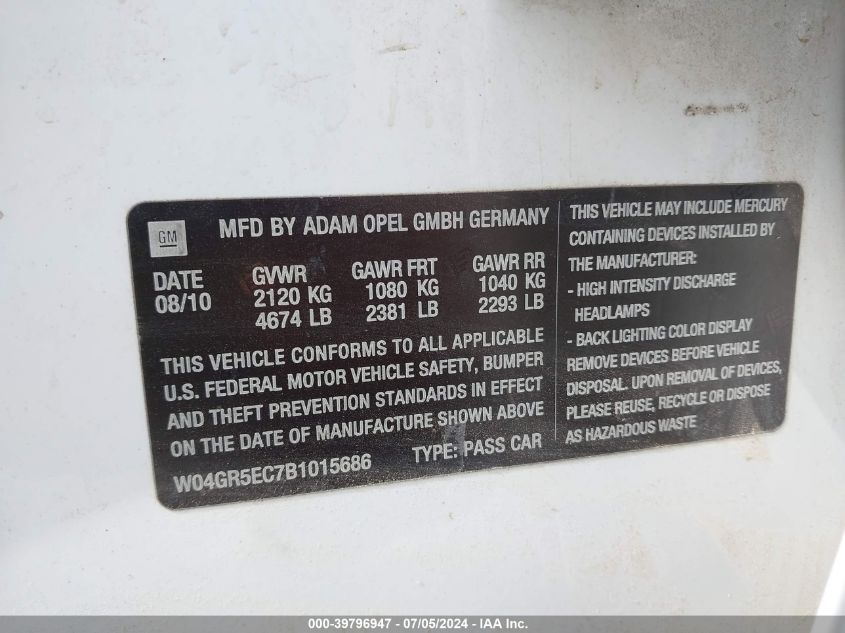 GM
MFD BY ADAM OPEL GMBH GERMANY
DATE GVWR GAWR FRT GAWR RR
08/10 2120 KG 1080 KG 1040 KG
4674 LB 2381 LB 2293 LB
THIS VEHICLE CONFORMS TO ALL APPLICABLE
U.S. FEDERAL MOTOR VEHICLE SAFETY, BUMPER
AND THEFT PREVENTION STANDARDS IN EFFECT
ON THE DATE OF MANUFACTURE SHOWN ABOVE
W04GR5EC7B1015686 TYPE: PASS CAR
THIS VEHICLE MAY INCLUDE MERCURY
CONTAINING DEVICES INSTALLED BY
THE MANUFACTURER:
- HIGH INTENSITY DISCHARGE
HEADLAMPS
- BACK LIGHTING COLOR DISPLAY
REMOVE DEVICES BEFORE VEHICLE
DISPOSAL. UPON REMOVAL OF DEVICES,
PLEASE REUSE, RECYCLE OR DISPOSE
AS HAZARDOUS WASTE
000-39796947 - 07/05/2024 - IAA Inc.